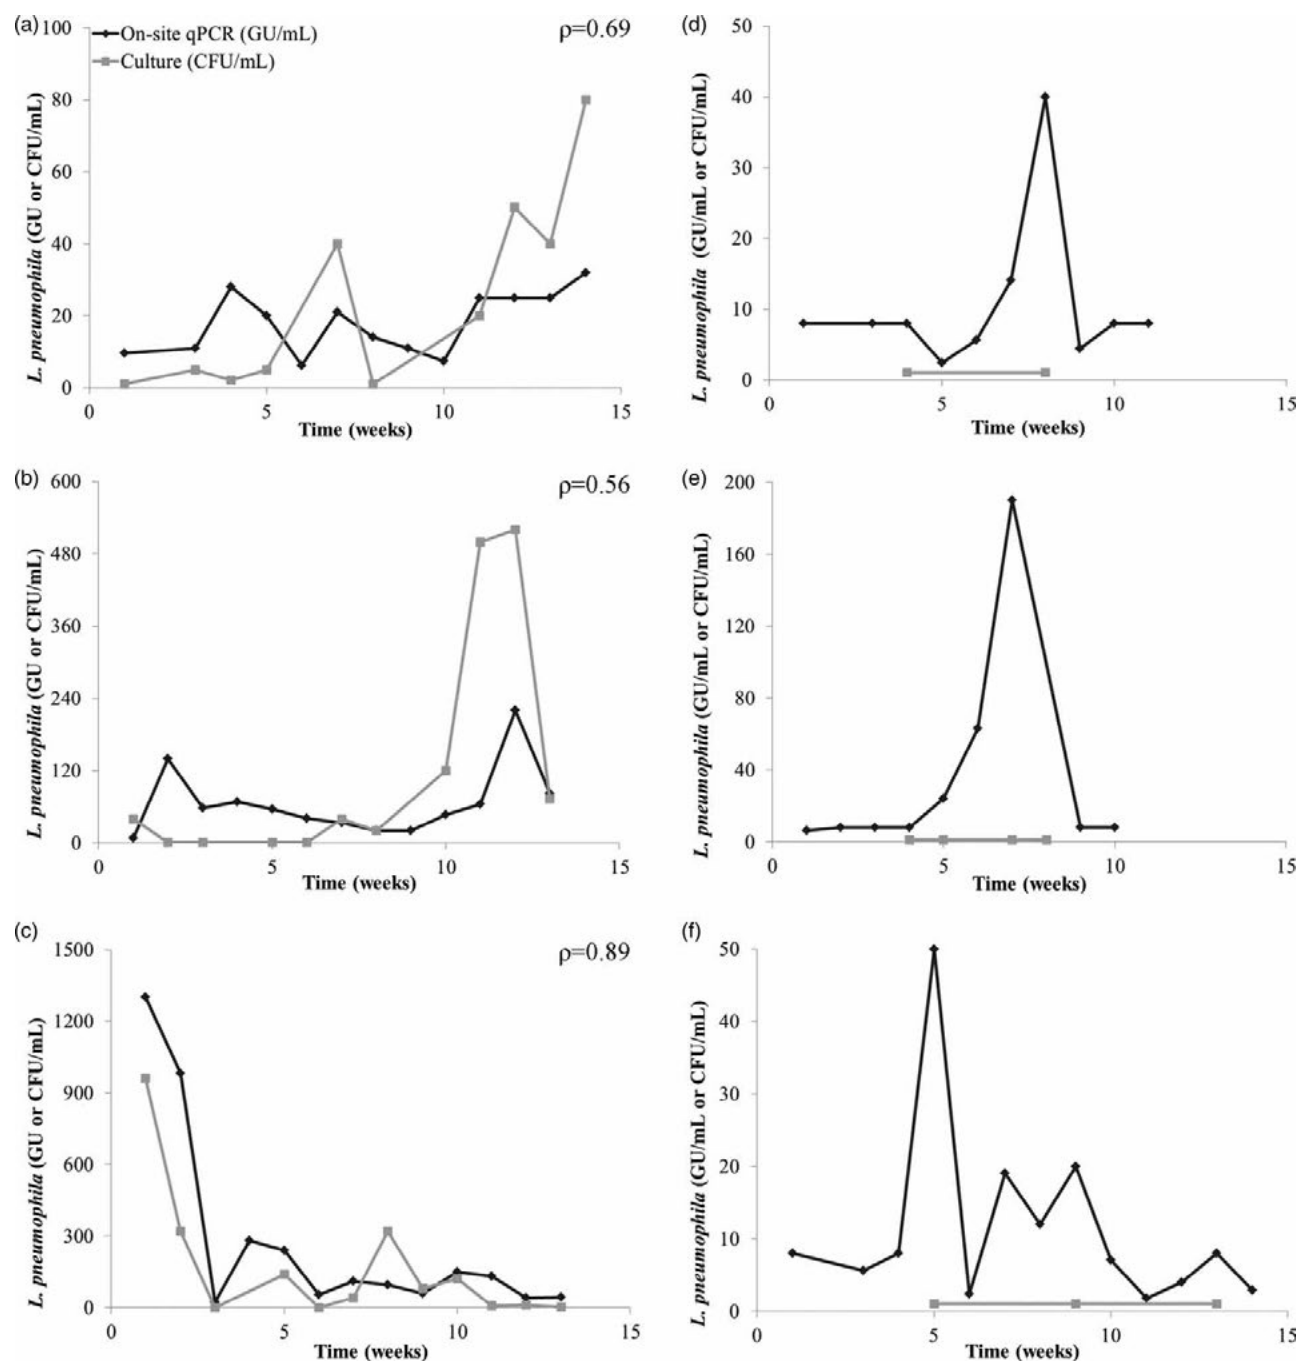 (a)
100
80
60
40
20
0
L. pneumophila (GU or CFU/mL)
On-site qPCR (GU/mL)
Culture (CFU/mL)
ρ=0.69
0 5 10 15
Time (weeks)
(d)
50
40
30
20
10
0
L. pneumophila (GU/mL or CFU/mL)
0 5 10 15
Time (weeks)
(b)
600
480
360
240
120
0
L. pneumophila (GU or CFU/mL)
ρ=0.56
0 5 10 15
Time (weeks)
(e)
200
160
120
80
40
0
L. pneumophila (GU/mL or CFU/mL)
0 5 10 15
Time (weeks)
(c)
1500
1200
900
600
300
0
L. pneumophila (GU or CFU/mL)
ρ=0.89
0 5 10 15
Time (weeks)
(f)
50
40
30
20
10
0
L. pneumophila (GU/mL or CFU/mL)
0 5 10 15
Time (weeks)